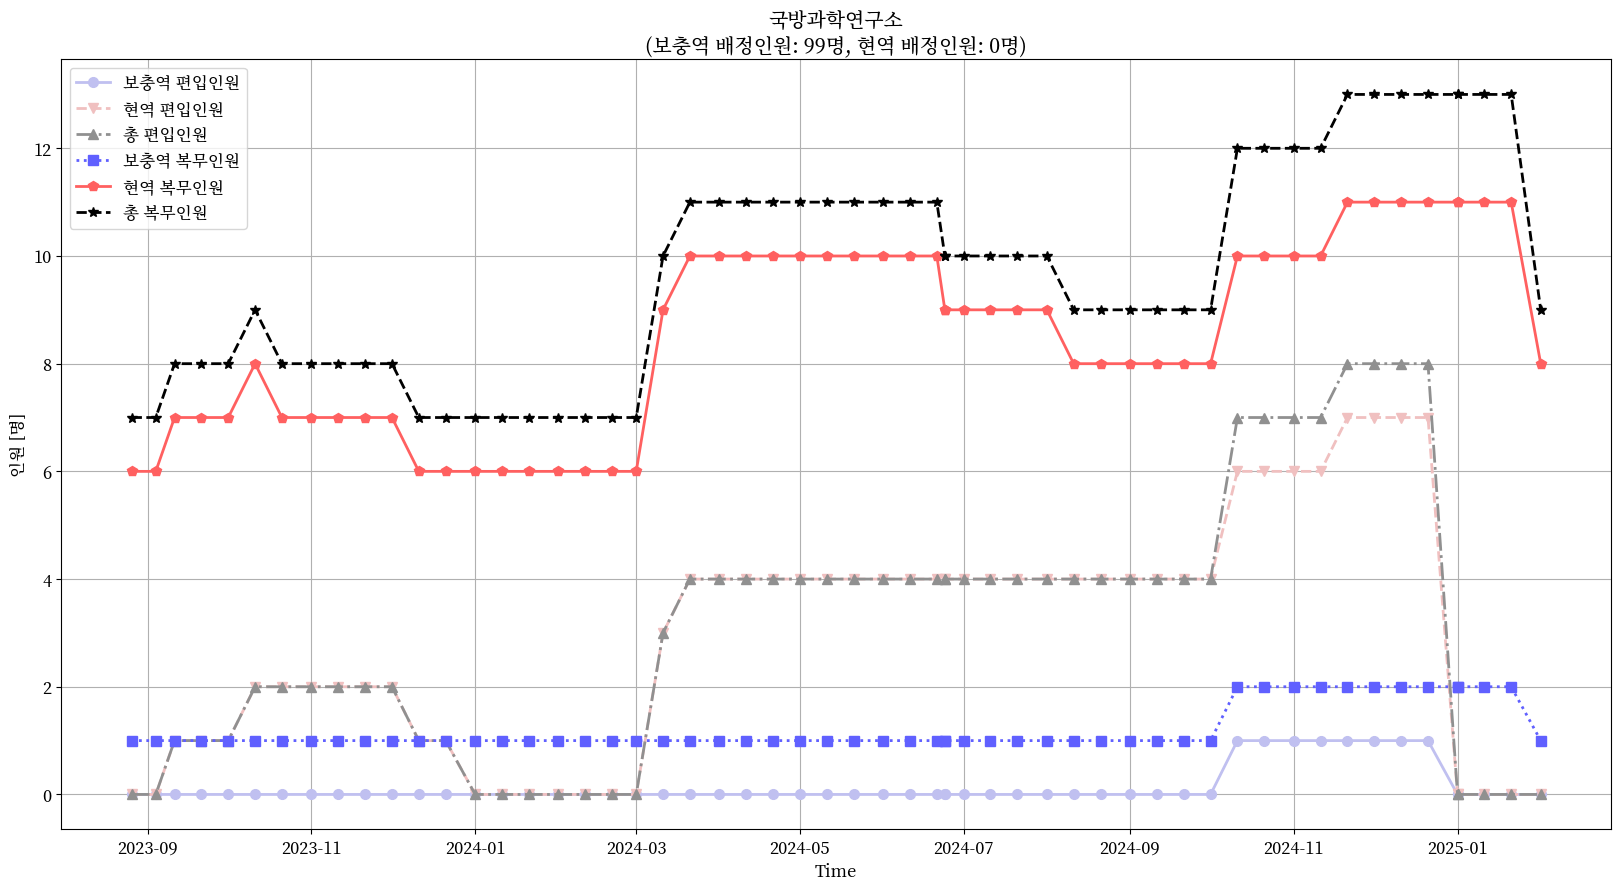 국방과학연구소
(보충역 배정인원: 99명, 현역 배정인원: 0명)
보충역 편입인원
현역 편입인원
총 편입인원
보충역 복무인원
현역 복무인원
총 복무인원
인원 [명]
12
10
8
6
4
2
0
2023-09
2023-11
2024-01
2024-03
2024-05
2024-07
2024-09
2024-11
2025-01
Time